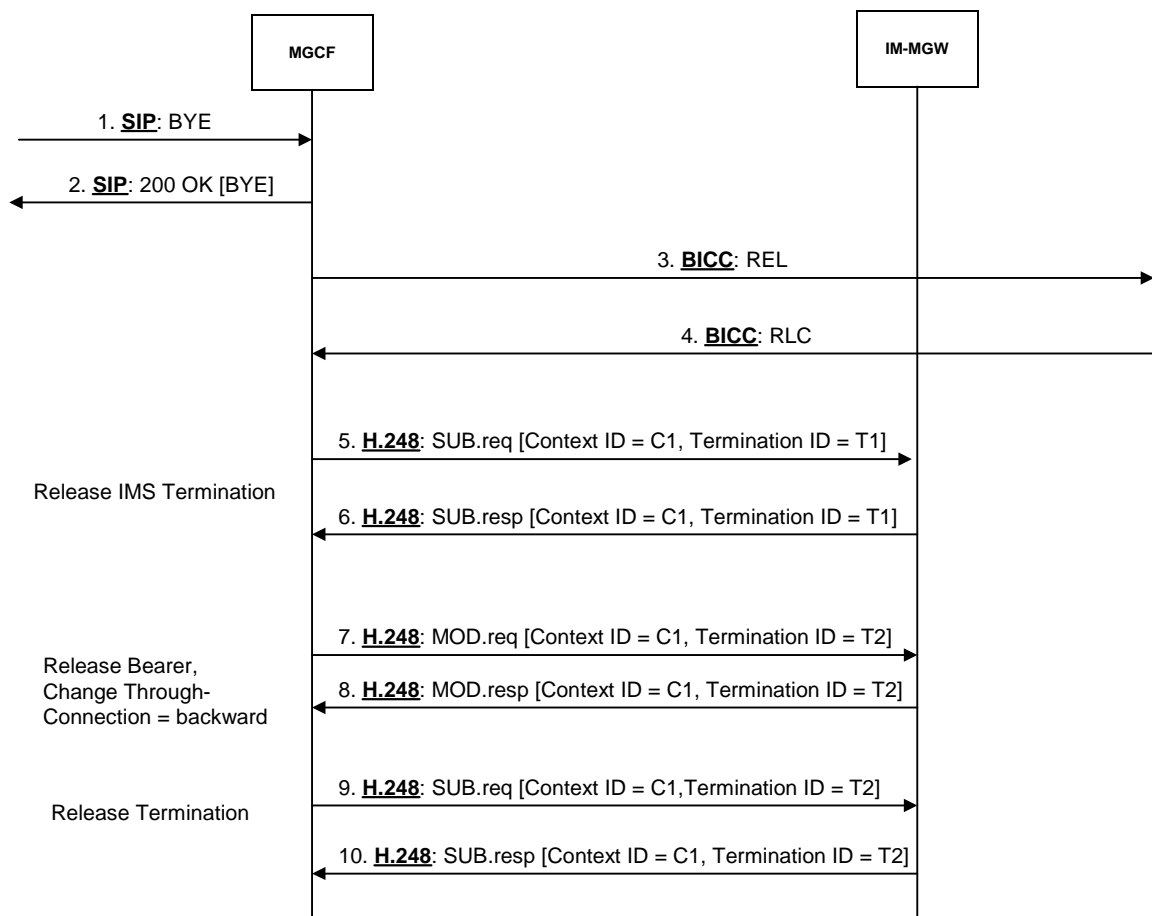 MGCF
IM-MGW
1. SIP: BYE
2. SIP: 200 OK [BYE]
3. BICC: REL
4. BICC: RLC
5. H.248: SUB.req [Context ID = C1, Termination ID = T1]
Release IMS Termination
6. H.248: SUB.resp [Context ID = C1, Termination ID = T1]
7. H.248: MOD.req [Context ID = C1, Termination ID = T2]
Release Bearer,
Change Through-
Connection = backward
8. H.248: MOD.resp [Context ID = C1, Termination ID = T2]
9. H.248: SUB.req [Context ID = C1,Termination ID = T2]
Release Termination
10. H.248: SUB.resp [Context ID = C1, Termination ID = T2]